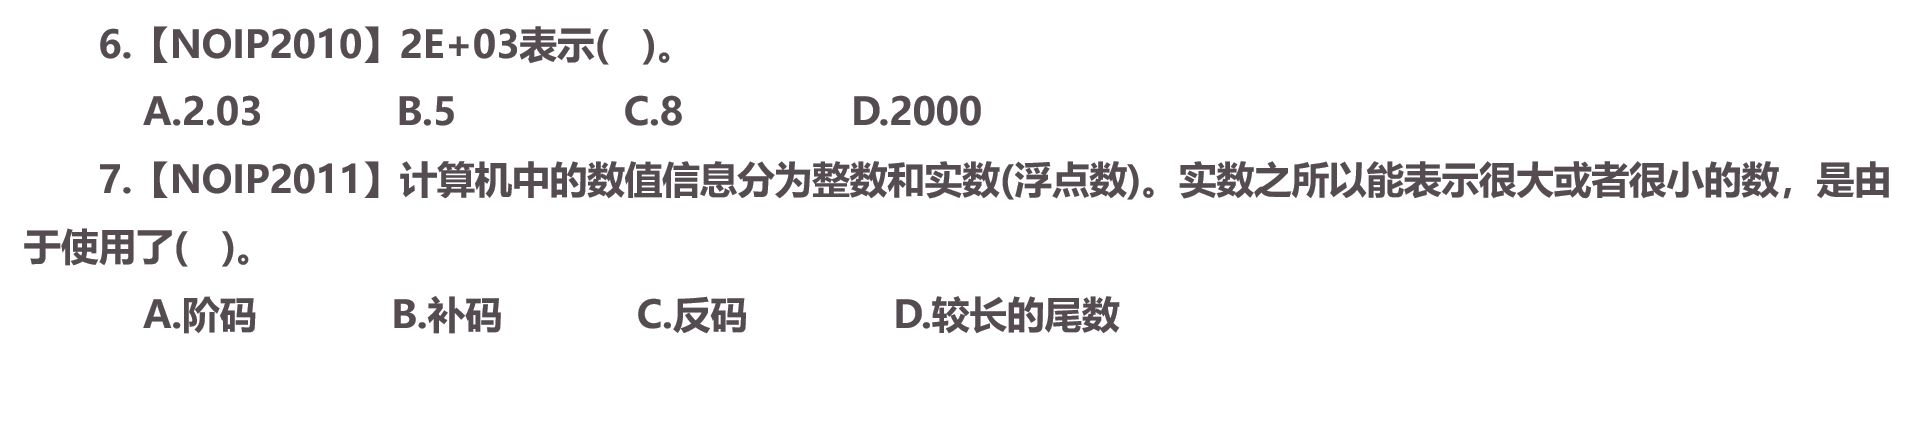 6.【NOIP2010】2E+03表示(   )。
A.2.03 B.5 C.8 D.2000
7.【NOIP2011】计算机中的数值信息分为整数和实数(浮点数)。实数之所以能表示很大或者很小的数，是由
于使用了(   )。
A.阶码 B.补码 C.反码 D.较长的尾数